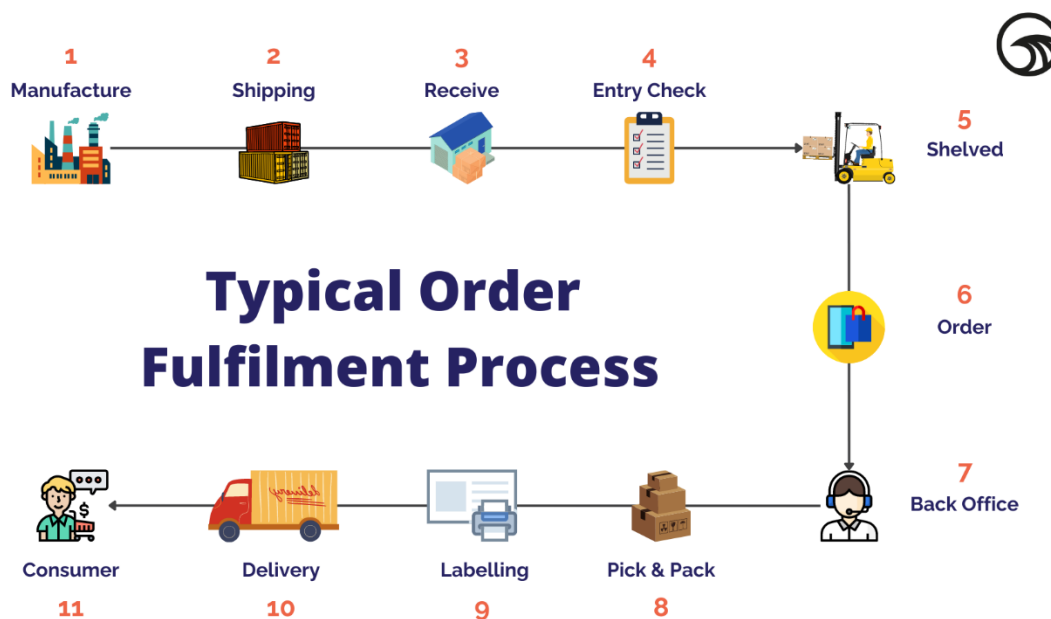 1
Manufacture
2
Shipping
3
Receive
4
Entry Check
5
Shelved
6
Order
Typical Order
Fulfilment Process
7
Back Office
8
Pick & Pack
9
Labelling
delivery
10
Delivery
11
Consumer
$